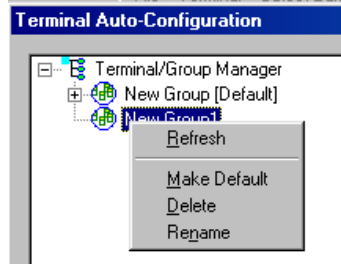 Terminal Auto-Configuration
Terminal/Group Manager
New Group [Default]
New Group1
Refresh
Make Default
Delete
Rename